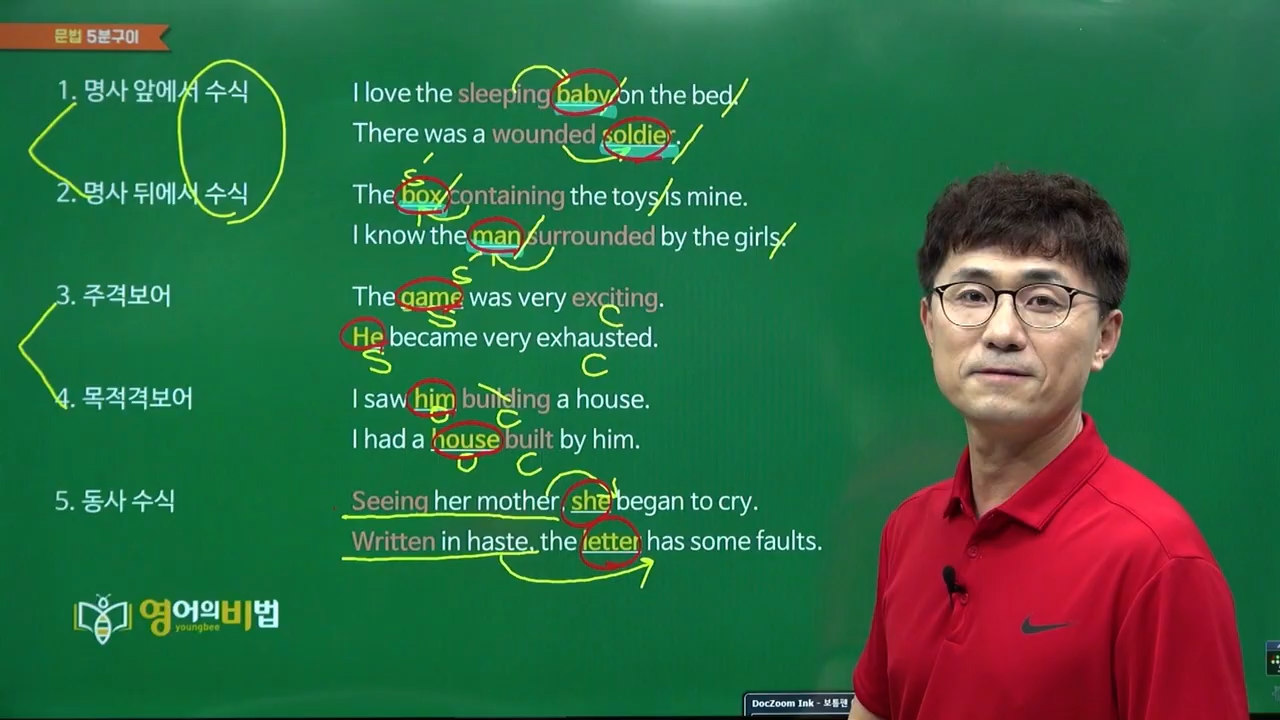 문법 5분구이
1. 명사 앞에서 수식
I love the sleeping baby on the bed.
There was a wounded soldier.
2. 명사 뒤에서 수식
The box containing the toys is mine.
I know the man surrounded by the girls.
3. 주격보어
The game was very exciting.
He became very exhausted.
4. 목적격보어
I saw him building a house.
I had a house built by him.
5. 동사 수식
Seeing her mother, she began to cry.
Written in haste, the letter has some faults.
S
S
S
C
S
C
O
C
O
C
영어의비법
youngbee
DocZoom Ink - 보통펜